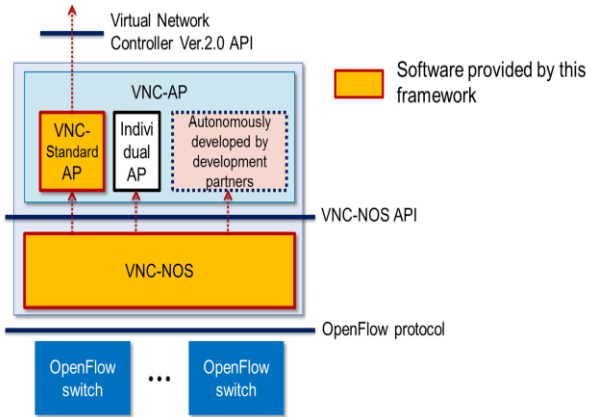 Virtual Network
Controller Ver.2.0 API
VNC-AP
Software provided by this
framework
VNC-
Standard
AP
Indivi
dual
AP
Autonomously
developed by
development
partners
VNC-NOS API
VNC-NOS
OpenFlow protocol
OpenFlow
switch
...
OpenFlow
switch